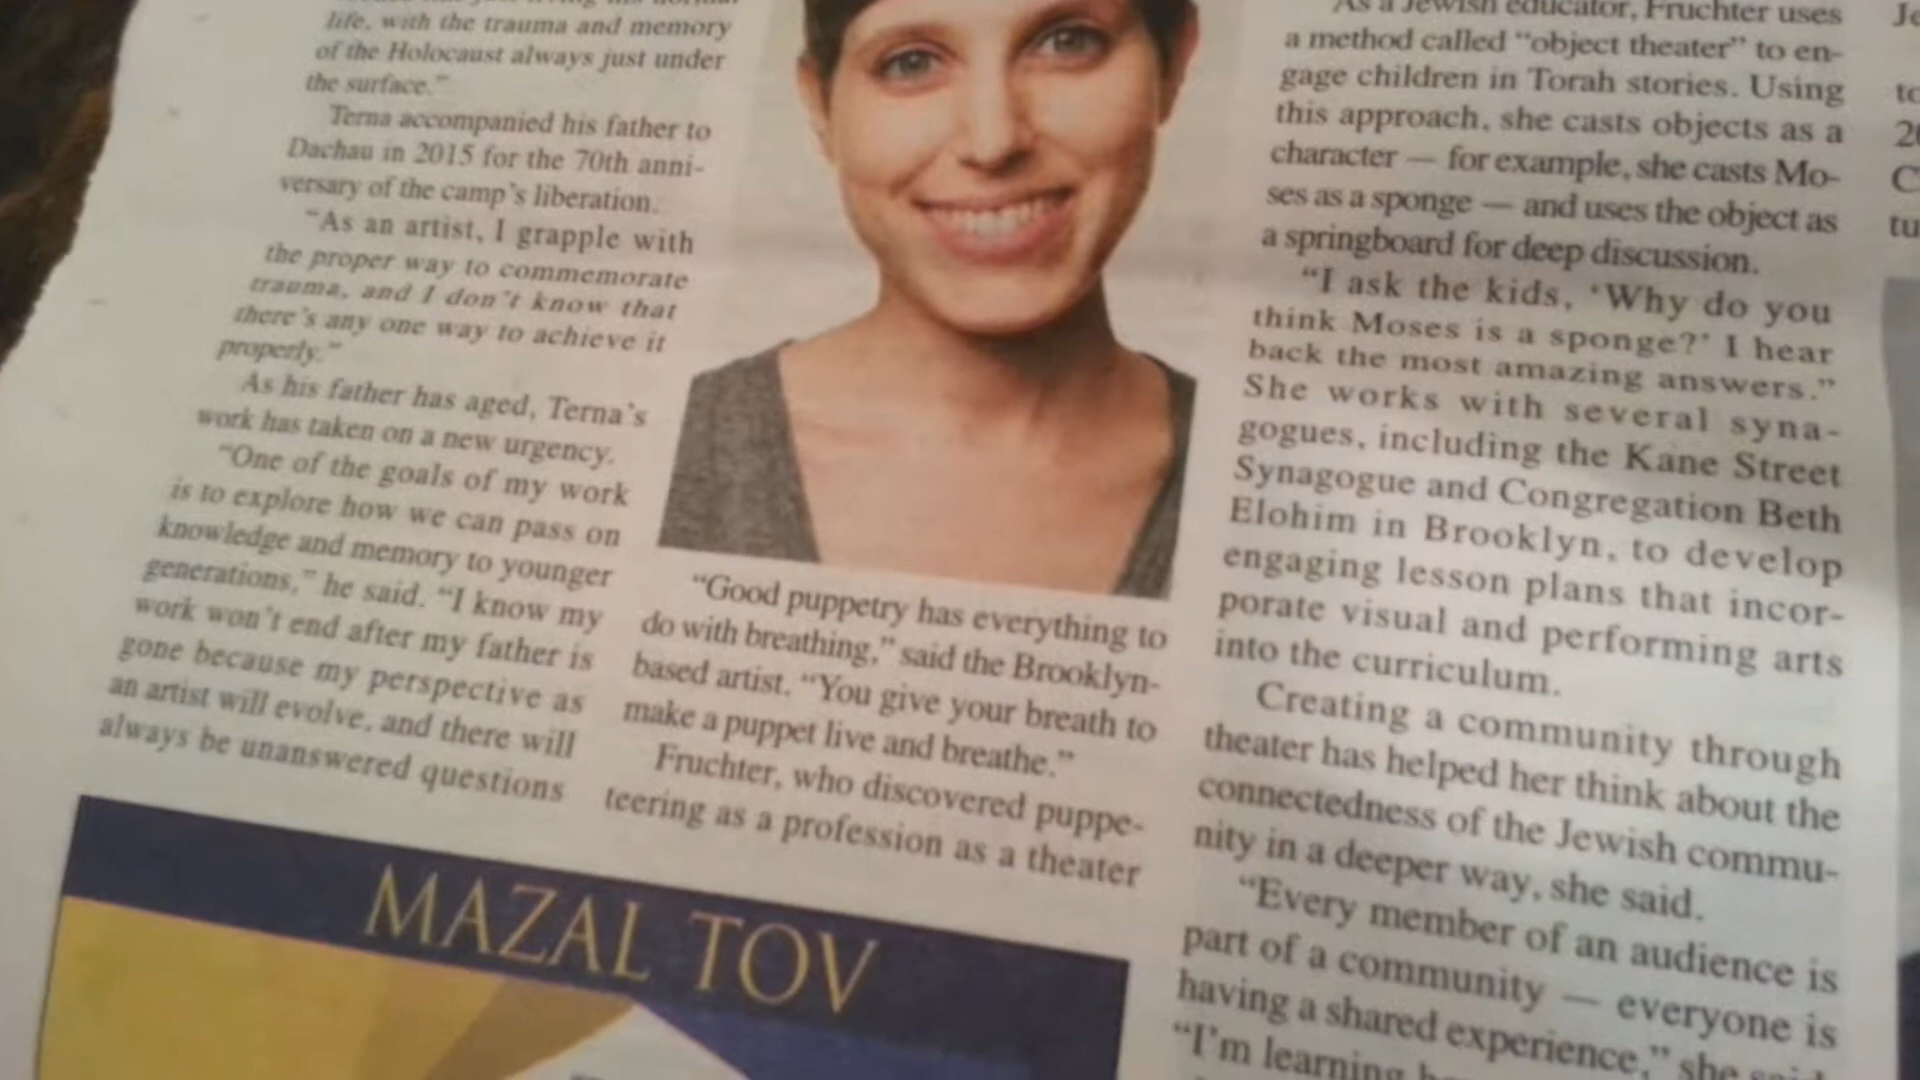 life, with the trauma and memory
of the Holocaust always just under
the surface."
Terna accompanied his father to
Dachau in 2015 for the 70th anni-
versary of the camp's liberation.
"As an artist, I grapple with
the proper way to commemorate
trauma, and I don't know that
there's any one way to achieve it
properly."
As his father has aged, Terna's
work has taken on a new urgency.
"One of the goals of my work
is to explore how we can pass on
knowledge and memory to younger
generations," he said. "I know my
work won't end after my father is
gone because my perspective as
an artist will evolve, and there will
always be unanswered questions
"Good puppetry has everything to
do with breathing," said the Brooklyn-
based artist. "You give your breath to
make a puppet live and breathe."
Fruchter, who discovered puppe-
teering as a profession as a theater
As a Jewish educator, Fruchter uses
a method called "object theater" to en-
gage children in Torah stories. Using
this approach, she casts objects as a
character — for example, she casts Mo-
ses as a sponge — and uses the object as
a springboard for deep discussion.
"I ask the kids, 'Why do you
think Moses is a sponge?' I hear
back the most amazing answers."
She works with several syna-
gogues, including the Kane Street
Synagogue and Congregation Beth
Elohim in Brooklyn, to develop
engaging lesson plans that incor-
porate visual and performing arts
into the curriculum.
Creating a community through
theater has helped her think about the
connectedness of the Jewish commu-
nity in a deeper way, she said.
"Every member of an audience is
part of a community — everyone is
having a shared experience," she said
"I'm learning
MAZAL TOV